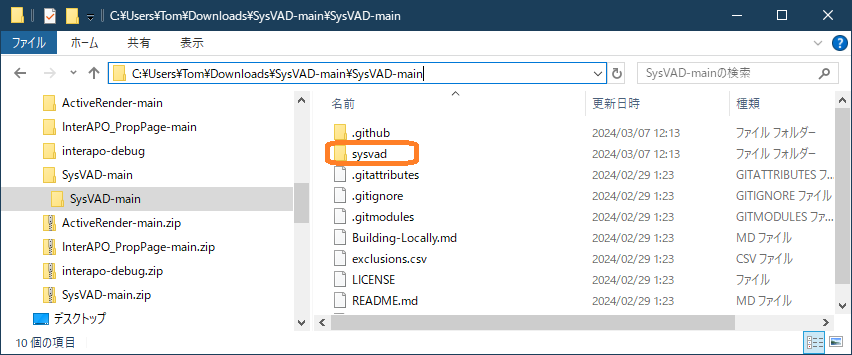 C:¥Users¥Tom¥Downloads¥SysVAD-main¥SysVAD-main
ファイル ホーム 共有 表示
C:¥Users¥Tom¥Downloads¥SysVAD-main¥SysVAD-main
SysVAD-mainの検索
ActiveRender-main
InterAPO_PropPage-main
interapo-debug
SysVAD-main
SysVAD-main
ActiveRender-main.zip
InterAPO_PropPage-main.zip
interapo-debug.zip
SysVAD-main.zip
デスクトップ
名前 更新日時 種類
.github 2024/03/07 12:13 ファイル フォルダー
sysvad 2024/03/07 12:13 ファイル フォルダー
.gitattributes 2024/02/29 1:23 GITATTRIBUTES フ...
.gitignore 2024/02/29 1:23 GITIGNORE ファイル
.gitmodules 2024/02/29 1:23 GITMODULES ファ...
Building-Locally.md 2024/02/29 1:23 MD ファイル
exclusions.csv 2024/02/29 1:23 CSV ファイル
LICENSE 2024/02/29 1:23 ファイル
README.md 2024/02/29 1:23 MD ファイル
10 個の項目